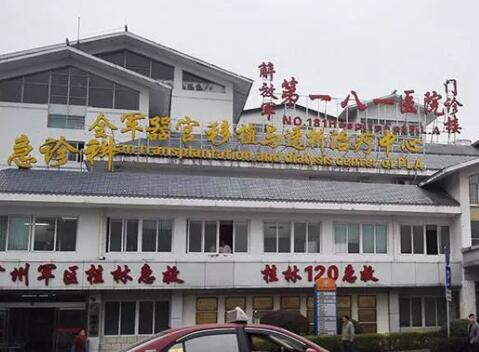 解放军
第一八一医院
门诊楼
NO.181 HOSPITAL OF P.L.A
全军器官移植与透析治疗中心
急诊科
transplantation and dialysis center of PLA
广州军区桂林急救
桂林120急救